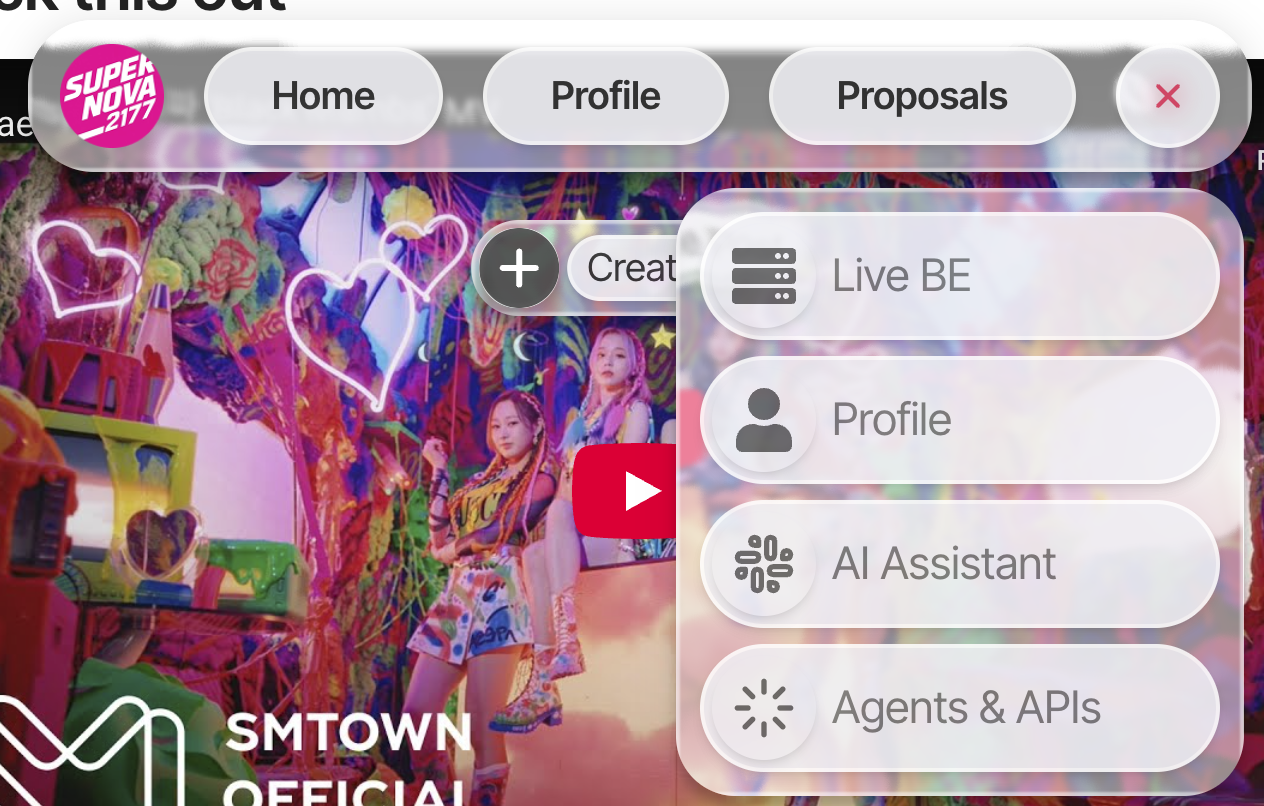 ck this out
SUPER
NOVA
2177
Home
Profile
Proposals
ae
Creat
Live BE
Profile
AI Assistant
Agents & APIs
SMTOWN
OFFICIAL